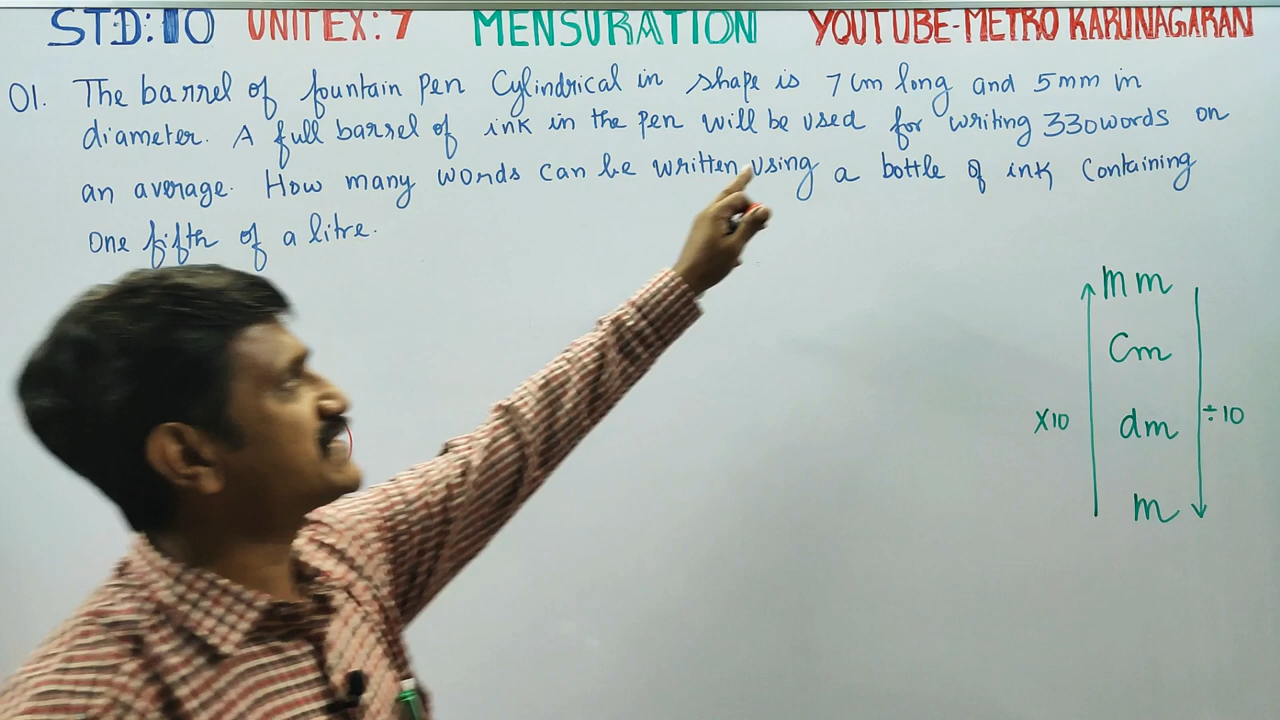 STD: 10 UNIT EX: 7 MENSURATION YOUTUBE-METRO KARUNAGARAN
01. The barrel of fountain pen Cylindrical in shape is 7 cm long and 5 mm in
diameter. A full barrel of ink in the pen will be used for writing 330 words on
an average. How many words can be written using a bottle of ink Containing
One fifth of a litre.
mm
Cm
X10 dm ÷10
m